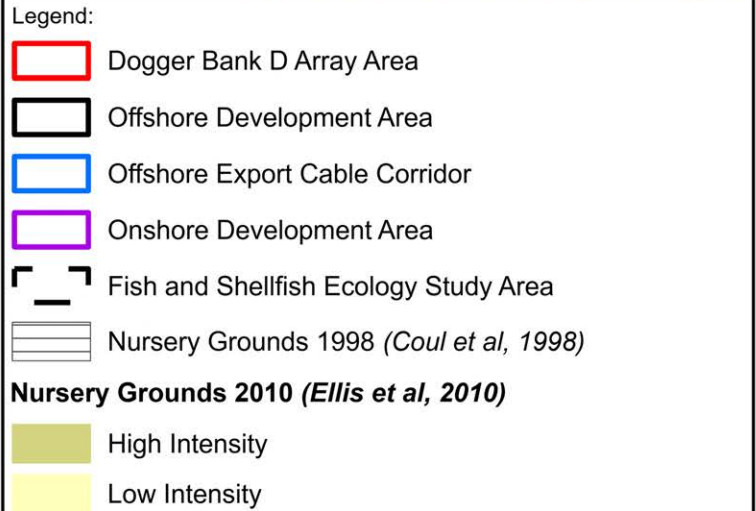 Legend:
Dogger Bank D Array Area
Offshore Development Area
Offshore Export Cable Corridor
Onshore Development Area
Fish and Shellfish Ecology Study Area
Nursery Grounds 1998 (Coul et al, 1998)
Nursery Grounds 2010 (Ellis et al, 2010)
High Intensity
Low Intensity